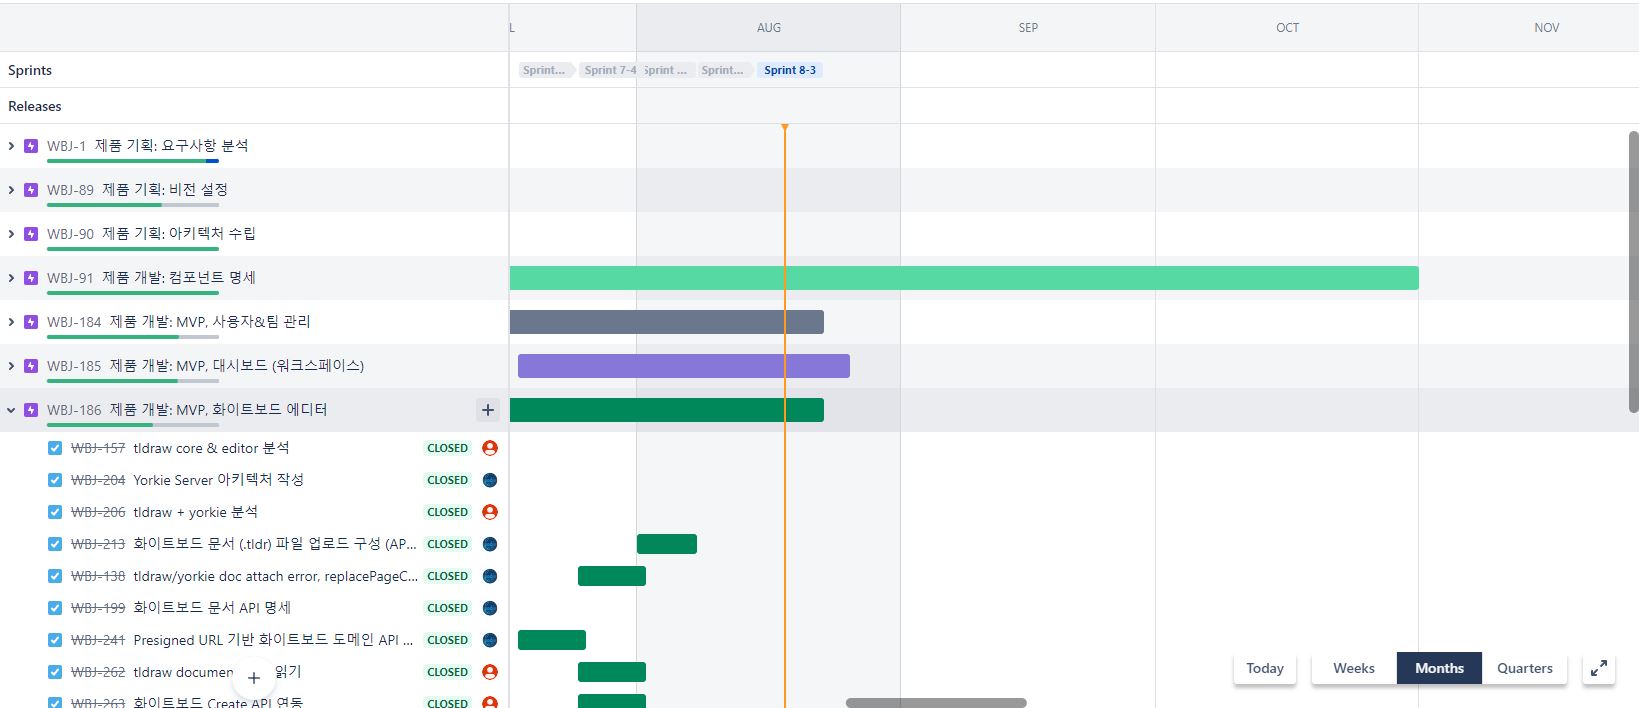 L AUG SEP OCT NOV
Sprints Sprint... Sprint 7-4 Sprint ... Sprint... Sprint 8-3
Releases
WBJ-1 제품 기획: 요구사항 분석
WBJ-89 제품 기획: 비전 설정
WBJ-90 제품 기획: 아키텍처 수립
WBJ-91 제품 개발: 컴포넌트 명세
WBJ-184 제품 개발: MVP, 사용자&팀 관리
WBJ-185 제품 개발: MVP, 대시보드 (워크스페이스)
WBJ-186 제품 개발: MVP, 화이트보드 에디터
WBJ-157 tldraw core & editor 분석 CLOSED
WBJ-204 Yorkie Server 아키텍처 작성 CLOSED
WBJ-206 tldraw + yorkie 분석 CLOSED
WBJ-213 화이트보드 문서 (.tldr) 파일 업로드 구성 (AP... CLOSED
WBJ-138 tldraw/yorkie doc attach error, replacePageC... CLOSED
WBJ-199 화이트보드 문서 API 명세 CLOSED
WBJ-241 Presigned URL 기반 화이트보드 도메인 API ... CLOSED
WBJ-262 tldraw documen 읽기 CLOSED
Today Weeks Months Quarters
WBJ-263 화이트보드 Create API 연동 CLOSED